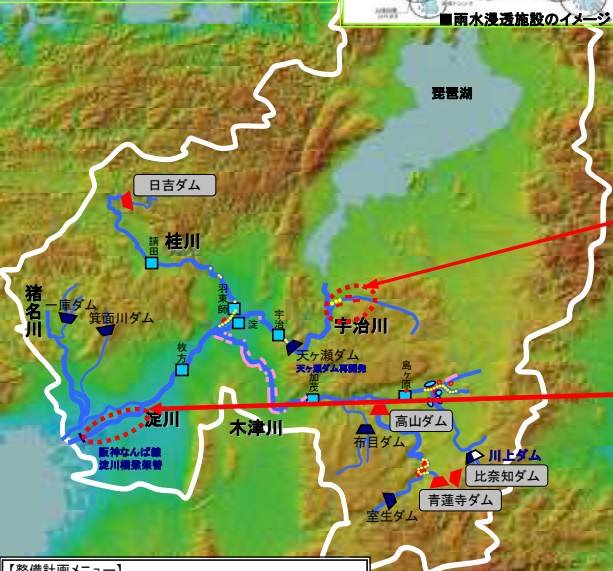 ■雨水浸透施設のイメージ
琵琶湖
日吉ダム
桂川
請田
猪名川
一庫ダム
箕面川ダム
羽束師
淀
宇治
宇治川
天ヶ瀬ダム
天ヶ瀬ダム再開発
枚方
加茂
島ヶ原
淀川
木津川
高山ダム
布目ダム
阪神なんば線
淀川橋梁架替
川上ダム
比奈知ダム
青蓮寺ダム
室生ダム
【整備計画メニュー】